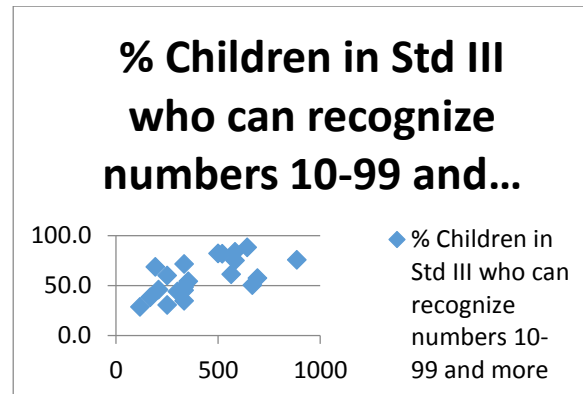 % Children in Std III
who can recognize
numbers 10-99 and…
100.0
50.0
0.0
0
500
1000
% Children in
Std III who can
recognize
numbers 10-
99 and more